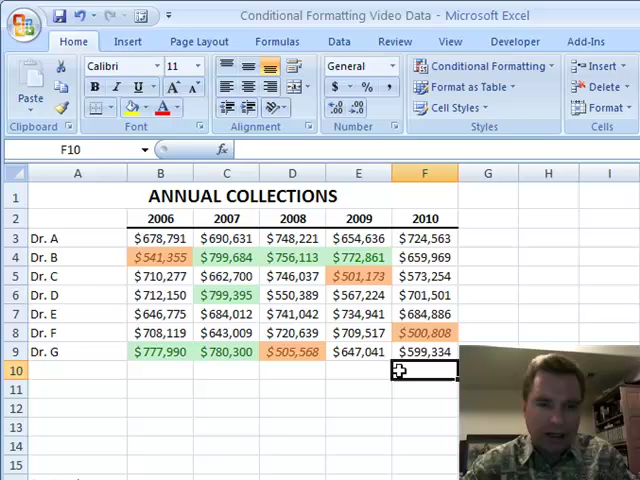 Conditional Formatting Video Data - Microsoft Excel
Home Insert Page Layout Formulas Data Review View Developer Add-Ins
Calibri 11 General Conditional Formatting Insert
Paste B I U A A $ % , Format as Table Delete
A Cell Styles Format
Clipboard Font Alignment Number Styles Cells
F10 fx
A B C D E F G H I
1 ANNUAL COLLECTIONS
2 2006 2007 2008 2009 2010
3 Dr. A $678,791 $690,631 $748,221 $654,636 $724,563
4 Dr. B $541,355 $799,684 $756,113 $772,861 $659,969
5 Dr. C $710,277 $662,700 $746,037 $501,173 $573,254
6 Dr. D $712,150 $799,395 $550,389 $567,224 $701,501
7 Dr. E $646,775 $684,012 $741,042 $734,941 $684,886
8 Dr. F $708,119 $643,009 $720,639 $709,517 $500,808
9 Dr. G $777,990 $780,300 $505,568 $647,041 $599,334
10
11
12
13
14
15